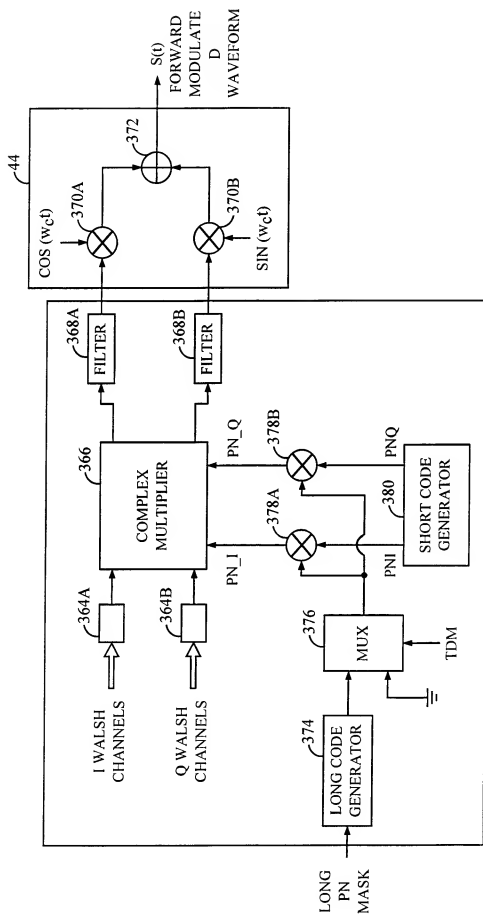 I WALSH
CHANNELS
364A
Q WALSH
CHANNELS
364B
366
COMPLEX
MULTIPLIER
368A
FILTER
368B
FILTER
44
COS (wct)
370A
370B
SIN (wct)
372
S(t)
FORWARD
MODULATE
D
WAVEFORM
PN_I
PN_Q
378A
378B
PNI
PNQ
380
SHORT CODE
GENERATOR
376
MUX
TDM
374
LONG CODE
GENERATOR
LONG
PN
MASK